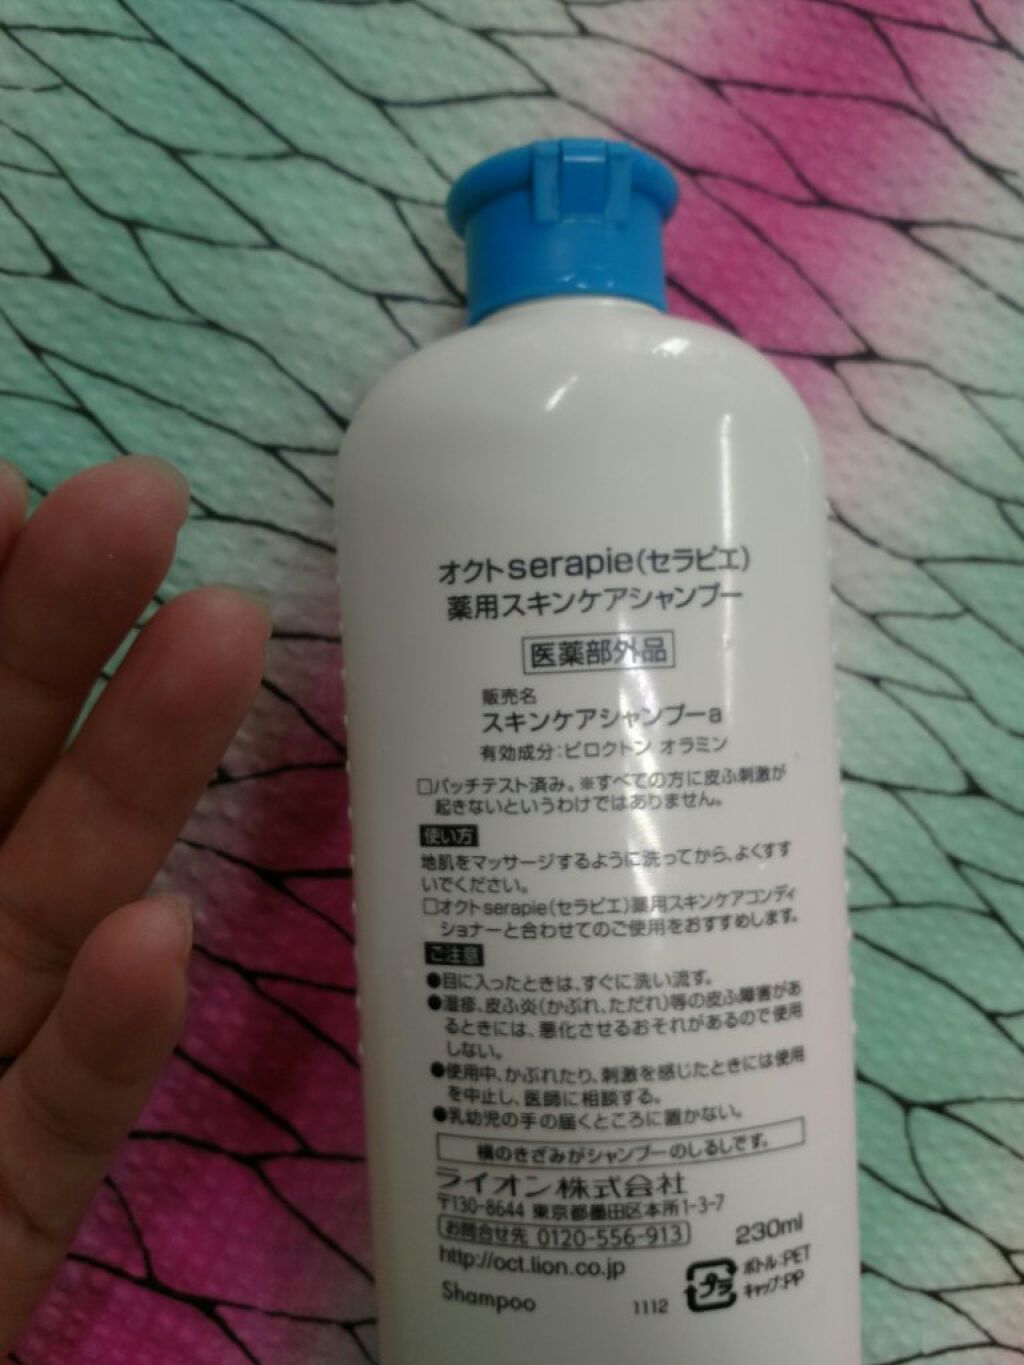 オクトserapie(セラピエ)
薬用スキンケアシャンプー
医薬部外品
販売名
スキンケアシャンプーa
有効成分:ピロクトン オラミン
□パッチテスト済み。※すべての方に皮ふ刺激が
起きないというわけではありません。
使い方
地肌をマッサージするように洗ってから、よくすす
いでください。
□オクトserapie(セラピエ)薬用スキンケアコンディ
ショナーと合わせてのご使用をおすすめします。
ご注意
●目に入ったときは、すぐに洗い流す。
●湿疹、皮ふ炎(かぶれ、ただれ)等の皮ふ障害があ
るときには、悪化させるおそれがあるので使用
しない。
●使用中、かぶれたり、刺激を感じたときには使用
を中止し、医師に相談する。
●乳幼児の手の届くところに置かない。
横のきざみがシャンプーのしるしです。
ライオン株式会社
〒130-8644 東京都墨田区本所1-3-7
お問合せ先 0120-556-913
230ml
http://oct.lion.co.jp
プラ
ボトル:PET
キャップ:PP
Shampoo
1112